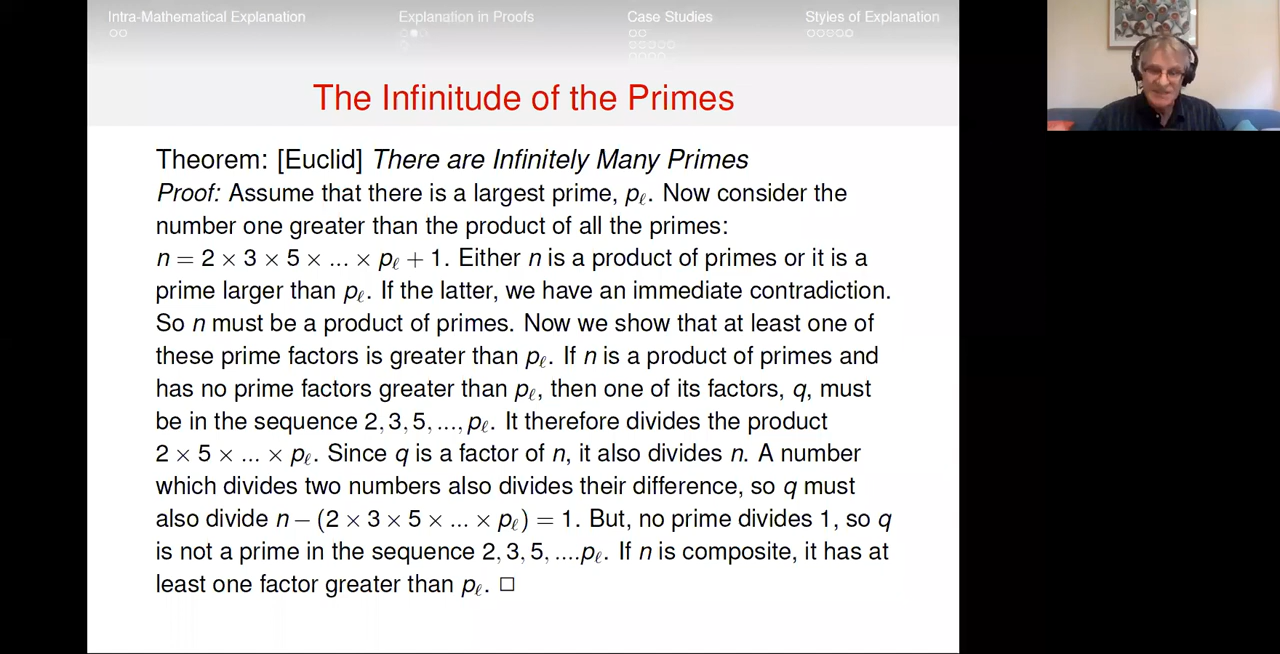 Intra-Mathematical Explanation Explanation in Proofs Case Studies Styles of Explanation
The Infinitude of the Primes
Theorem: [Euclid] There are Infinitely Many Primes
Proof: Assume that there is a largest prime, pℓ. Now consider the
number one greater than the product of all the primes:
n = 2 × 3 × 5 × ... × pℓ + 1. Either n is a product of primes or it is a
prime larger than pℓ. If the latter, we have an immediate contradiction.
So n must be a product of primes. Now we show that at least one of
these prime factors is greater than pℓ. If n is a product of primes and
has no prime factors greater than pℓ, then one of its factors, q, must
be in the sequence 2, 3, 5, ..., pℓ. It therefore divides the product
2 × 5 × ... × pℓ. Since q is a factor of n, it also divides n. A number
which divides two numbers also divides their difference, so q must
also divide n − (2 × 3 × 5 × ... × pℓ) = 1. But, no prime divides 1, so q
is not a prime in the sequence 2, 3, 5, ....pℓ. If n is composite, it has at
least one factor greater than pℓ. □